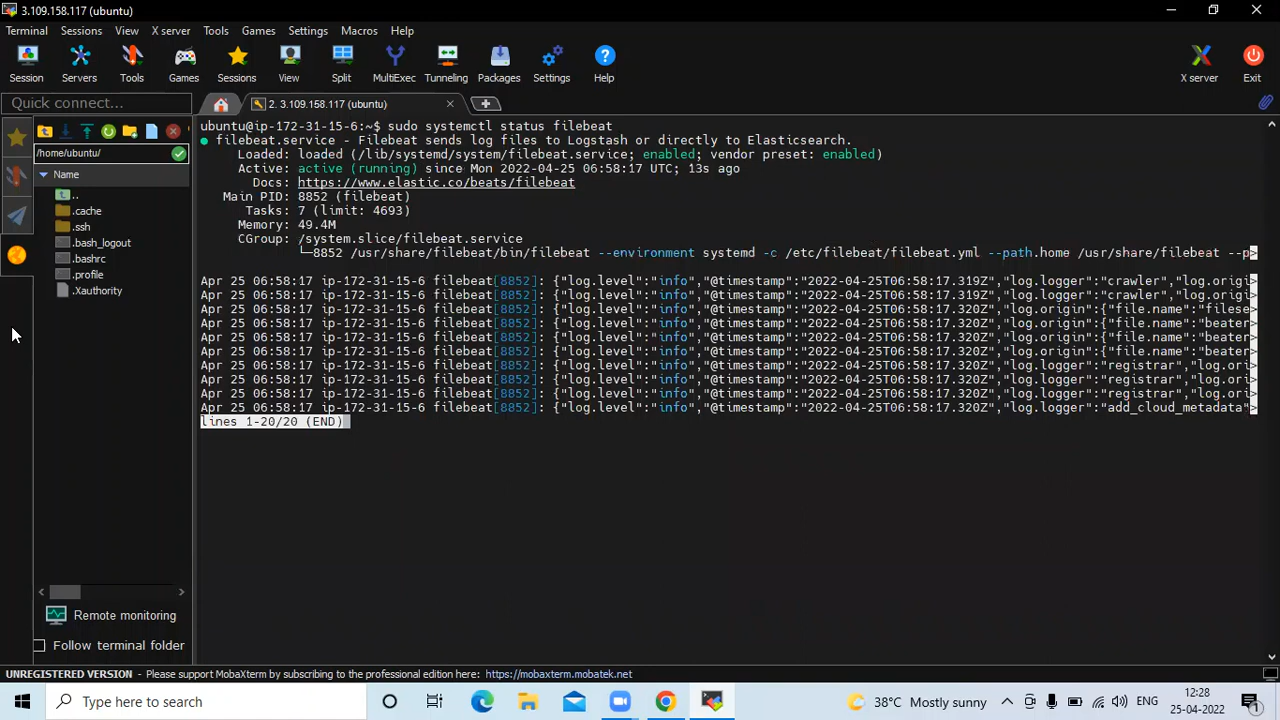 3.109.158.117 (ubuntu)
Terminal Sessions View X server Tools Games Settings Macros Help
Session Servers Tools Games Sessions View Split MultiExec Tunneling Packages Settings Help X server Exit
Quick connect...
2. 3.109.158.117 (ubuntu)
/home/ubuntu/
Name
..
.cache
.ssh
.bash_logout
.bashrc
.profile
.Xauthority
Remote monitoring
Follow terminal folder
ubuntu@ip-172-31-15-6:~$ sudo systemctl status filebeat
● filebeat.service - Filebeat sends log files to Logstash or directly to Elasticsearch.
Loaded: loaded (/lib/systemd/system/filebeat.service; enabled; vendor preset: enabled)
Active: active (running) since Mon 2022-04-25 06:58:17 UTC; 13s ago
Docs: https://www.elastic.co/beats/filebeat
Main PID: 8852 (filebeat)
Tasks: 7 (limit: 4693)
Memory: 49.4M
CGroup: /system.slice/filebeat.service
└─8852 /usr/share/filebeat/bin/filebeat --environment systemd -c /etc/filebeat/filebeat.yml --path.home /usr/share/filebeat --p>
Apr 25 06:58:17 ip-172-31-15-6 filebeat[8852]: {"log.level":"info","@timestamp":"2022-04-25T06:58:17.319Z","log.logger":"crawler","log.origi>
Apr 25 06:58:17 ip-172-31-15-6 filebeat[8852]: {"log.level":"info","@timestamp":"2022-04-25T06:58:17.320Z","log.logger":"crawler","log.origi>
Apr 25 06:58:17 ip-172-31-15-6 filebeat[8852]: {"log.level":"info","@timestamp":"2022-04-25T06:58:17.320Z","log.origin":{"file.name":"filese>
Apr 25 06:58:17 ip-172-31-15-6 filebeat[8852]: {"log.level":"info","@timestamp":"2022-04-25T06:58:17.320Z","log.origin":{"file.name":"beater>
Apr 25 06:58:17 ip-172-31-15-6 filebeat[8852]: {"log.level":"info","@timestamp":"2022-04-25T06:58:17.320Z","log.origin":{"file.name":"beater>
Apr 25 06:58:17 ip-172-31-15-6 filebeat[8852]: {"log.level":"info","@timestamp":"2022-04-25T06:58:17.320Z","log.origin":{"file.name":"beater>
Apr 25 06:58:17 ip-172-31-15-6 filebeat[8852]: {"log.level":"info","@timestamp":"2022-04-25T06:58:17.320Z","log.logger":"registrar","log.ori>
Apr 25 06:58:17 ip-172-31-15-6 filebeat[8852]: {"log.level":"info","@timestamp":"2022-04-25T06:58:17.320Z","log.logger":"registrar","log.ori>
Apr 25 06:58:17 ip-172-31-15-6 filebeat[8852]: {"log.level":"info","@timestamp":"2022-04-25T06:58:17.320Z","log.logger":"registrar","log.ori>
Apr 25 06:58:17 ip-172-31-15-6 filebeat[8852]: {"log.level":"info","@timestamp":"2022-04-25T06:58:17.320Z","log.logger":"add_cloud_metadata">
lines 1-20/20 (END)
UNREGISTERED VERSION - Please support MobaXterm by subscribing to the professional edition here: https://mobaxterm.mobatek.net
Type here to search
38°C Mostly sunny
ENG
12:28
25-04-2022
1